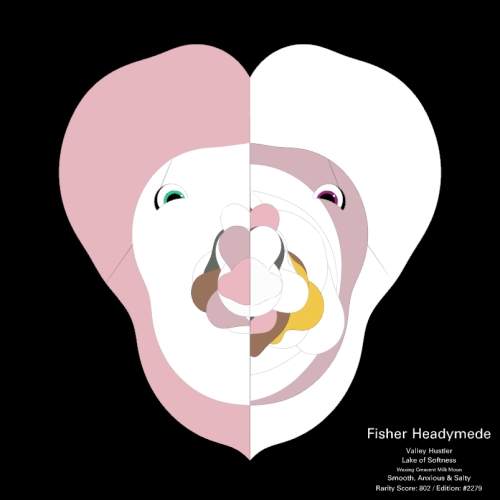 Fisher Headymede
Valley Hustler
Lake of Softness
Waxing Crescent Milk Moon
Smooth, Anxious & Salty
Rarity Score: 802 / Edition: #2279